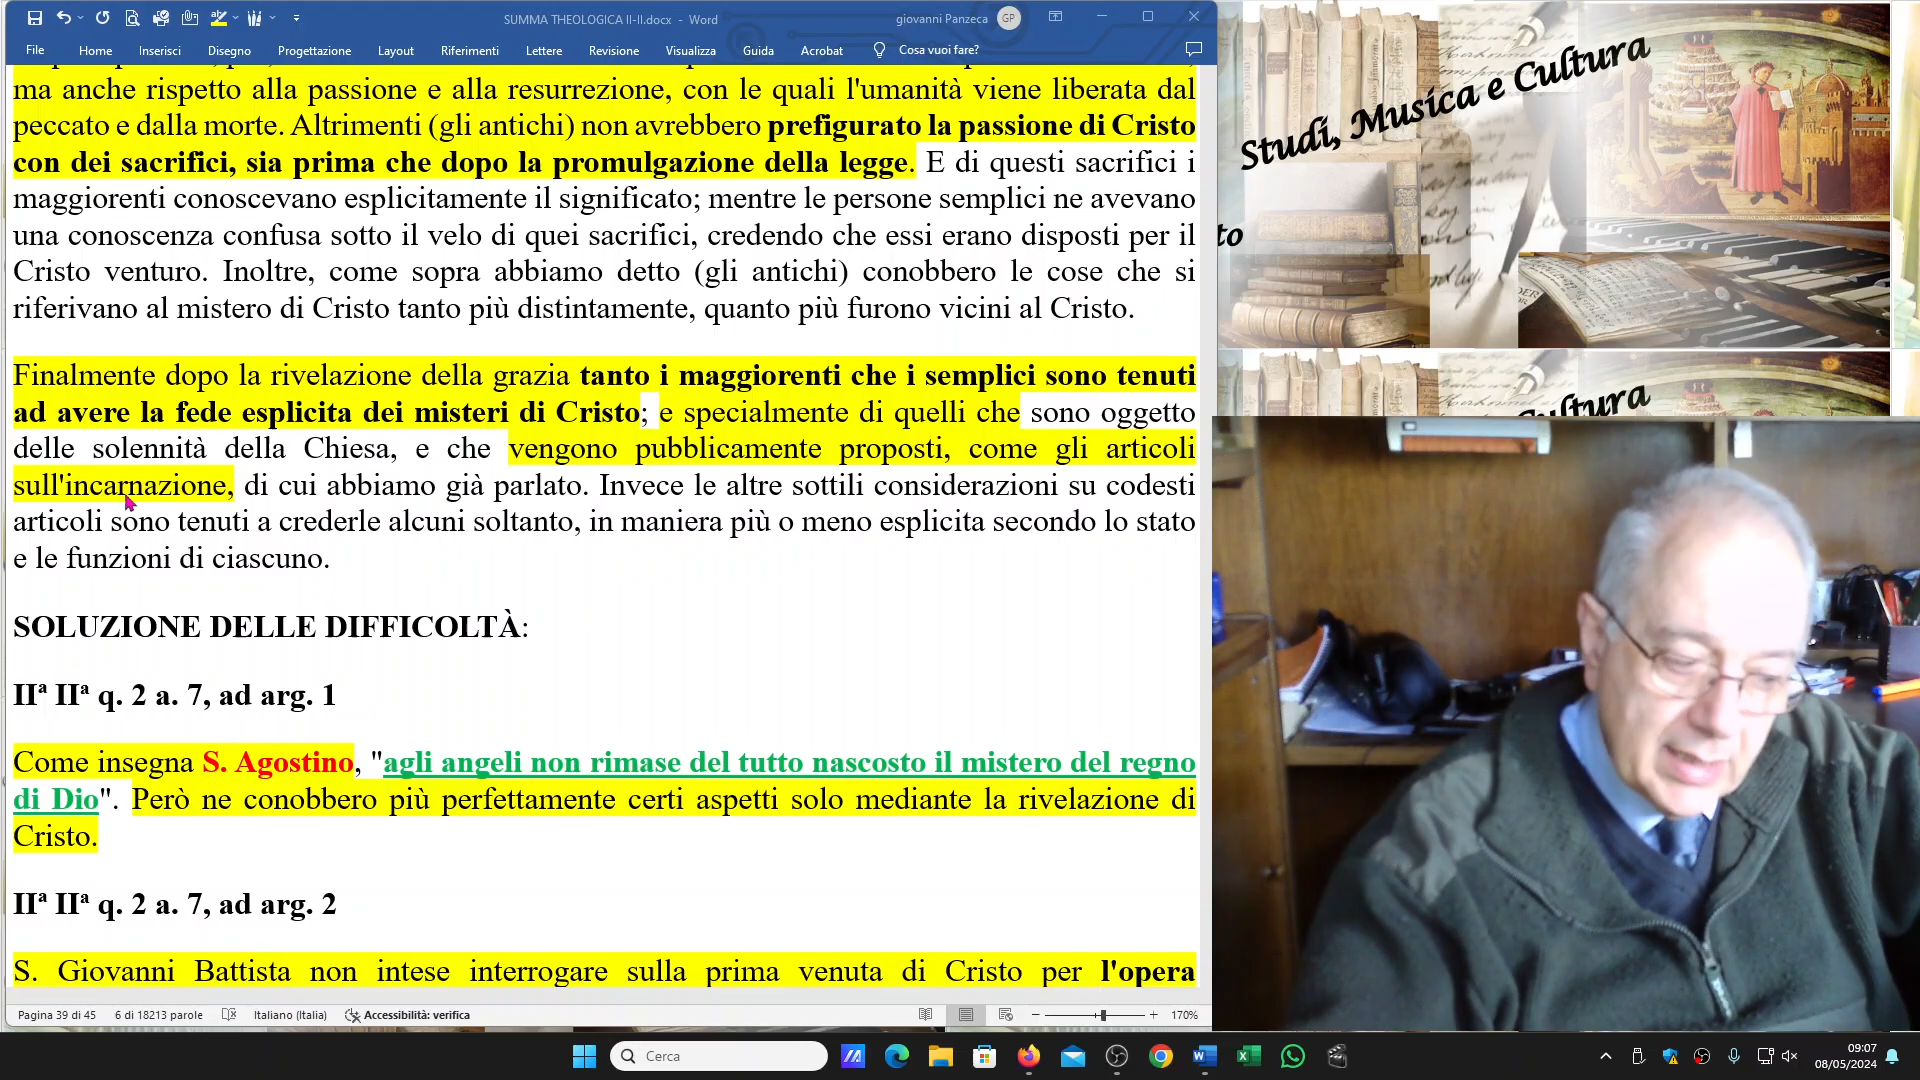 SUMMA THEOLOGICA II-II.docx - Word
giovanni Panzeca
GP
File Home Inserisci Disegno Progettazione Layout Riferimenti Lettere Revisione Visualizza Guida Acrobat Cosa vuoi fare?
ma anche rispetto alla passione e alla resurrezione, con le quali l'umanità viene liberata dal
peccato e dalla morte. Altrimenti (gli antichi) non avrebbero prefigurato la passione di Cristo
con dei sacrifici, sia prima che dopo la promulgazione della legge. E di questi sacrifici i
maggiorenti conoscevano esplicitamente il significato; mentre le persone semplici ne avevano
una conoscenza confusa sotto il velo di quei sacrifici, credendo che essi erano disposti per il
Cristo venturo. Inoltre, come sopra abbiamo detto (gli antichi) conobbero le cose che si
riferivano al mistero di Cristo tanto più distintamente, quanto più furono vicini al Cristo.
Finalmente dopo la rivelazione della grazia tanto i maggiorenti che i semplici sono tenuti
ad avere la fede esplicita dei misteri di Cristo; e specialmente di quelli che sono oggetto
delle solennità della Chiesa, e che vengono pubblicamente proposti, come gli articoli
sull'incarnazione, di cui abbiamo già parlato. Invece le altre sottili considerazioni su codesti
articoli sono tenuti a crederle alcuni soltanto, in maniera più o meno esplicita secondo lo stato
e le funzioni di ciascuno.
SOLUZIONE DELLE DIFFICOLTÀ:
IIª IIª q. 2 a. 7, ad arg. 1
Come insegna S. Agostino, "agli angeli non rimase del tutto nascosto il mistero del regno
di Dio". Però ne conobbero più perfettamente certi aspetti solo mediante la rivelazione di
Cristo.
IIª IIª q. 2 a. 7, ad arg. 2
S. Giovanni Battista non intese interrogare sulla prima venuta di Cristo per l'opera
Pagina 39 di 45 6 di 18213 parole Italiano (Italia) Accessibilità: verifica 170%
Studi, Musica e Cultura
to
Cultura
Cerca
09:07
08/05/2024